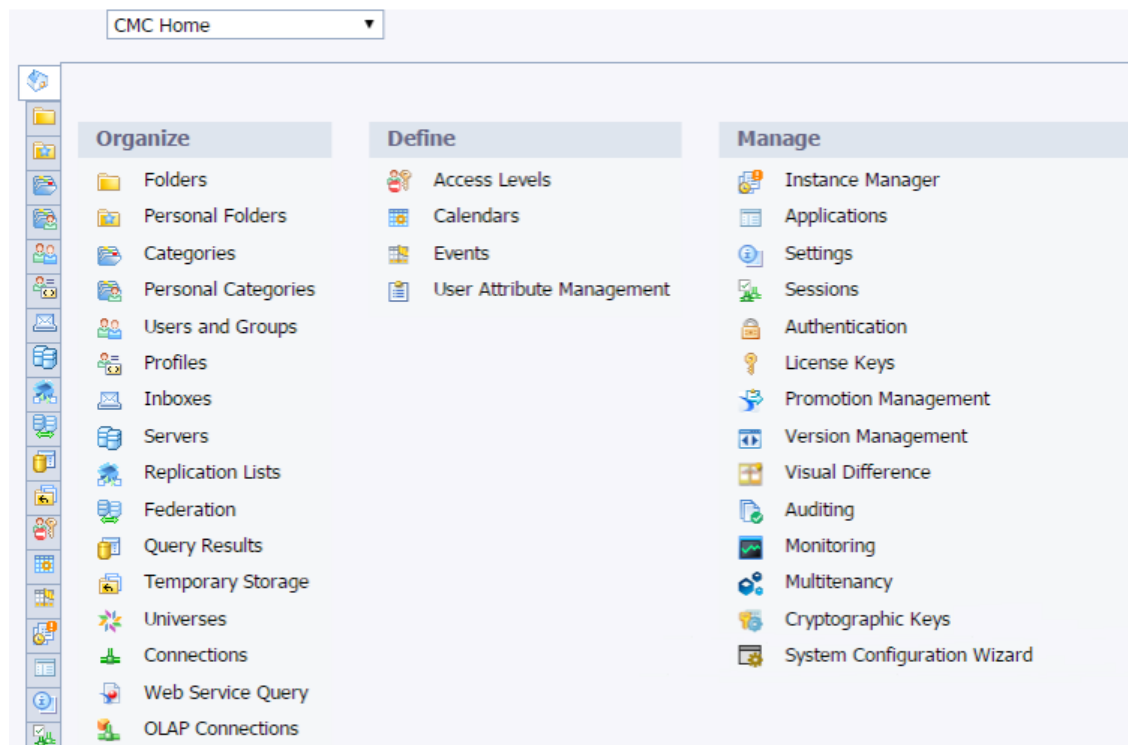 CMC Home
Organize
Folders
Personal Folders
Categories
Personal Categories
Users and Groups
Profiles
Inboxes
Servers
Replication Lists
Federation
Query Results
Temporary Storage
Universes
Connections
Web Service Query
OLAP Connections
Define
Access Levels
Calendars
Events
User Attribute Management
Manage
Instance Manager
Applications
Settings
Sessions
Authentication
License Keys
Promotion Management
Version Management
Visual Difference
Auditing
Monitoring
Multitenancy
Cryptographic Keys
System Configuration Wizard